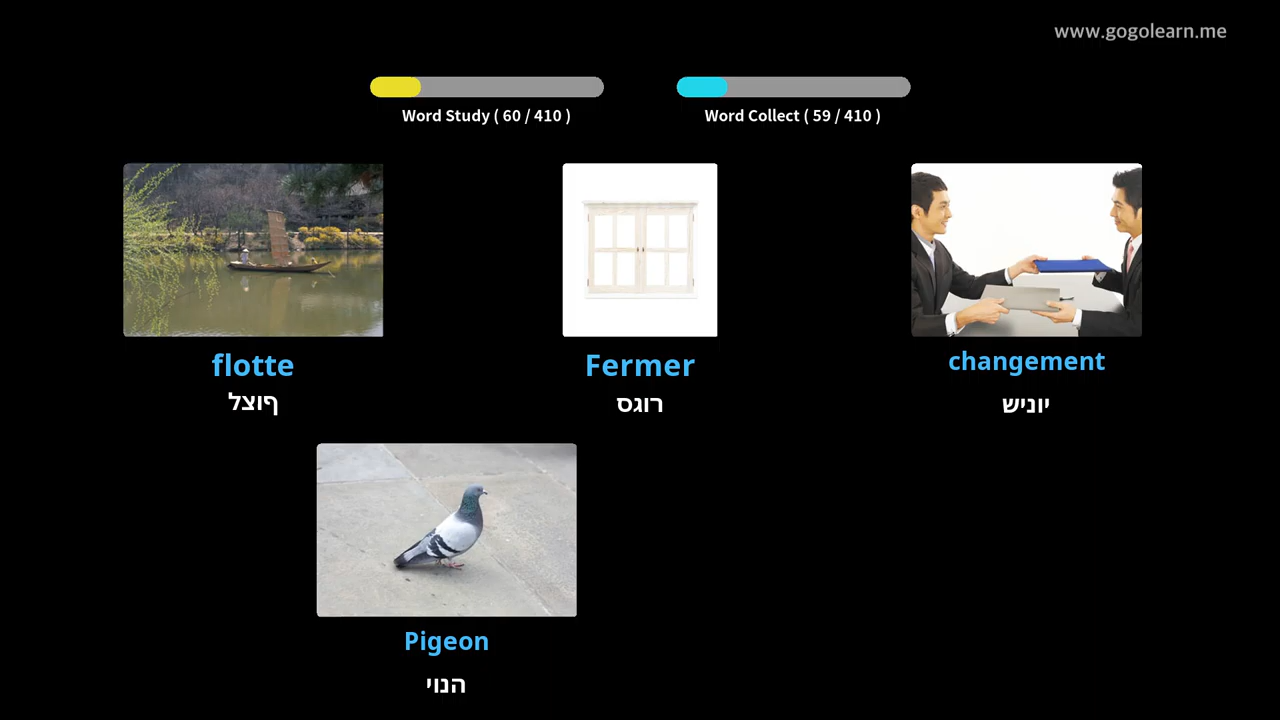 www.gogolearn.me
Word Study ( 60 / 410 )
Word Collect ( 59 / 410 )
flotte
ףוצל
Fermer
רוגס
changement
יוניש
Pigeon
הנוי